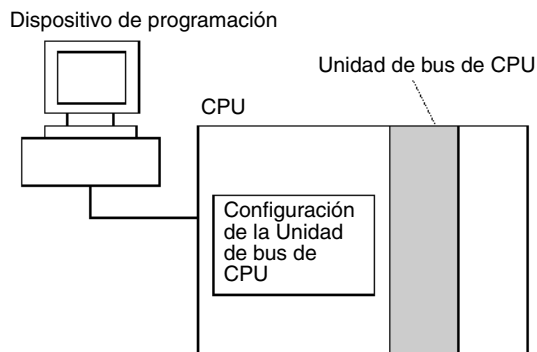 Dispositivo de programación
Unidad de bus de CPU
CPU
Configuración
de la Unidad
de bus de
CPU